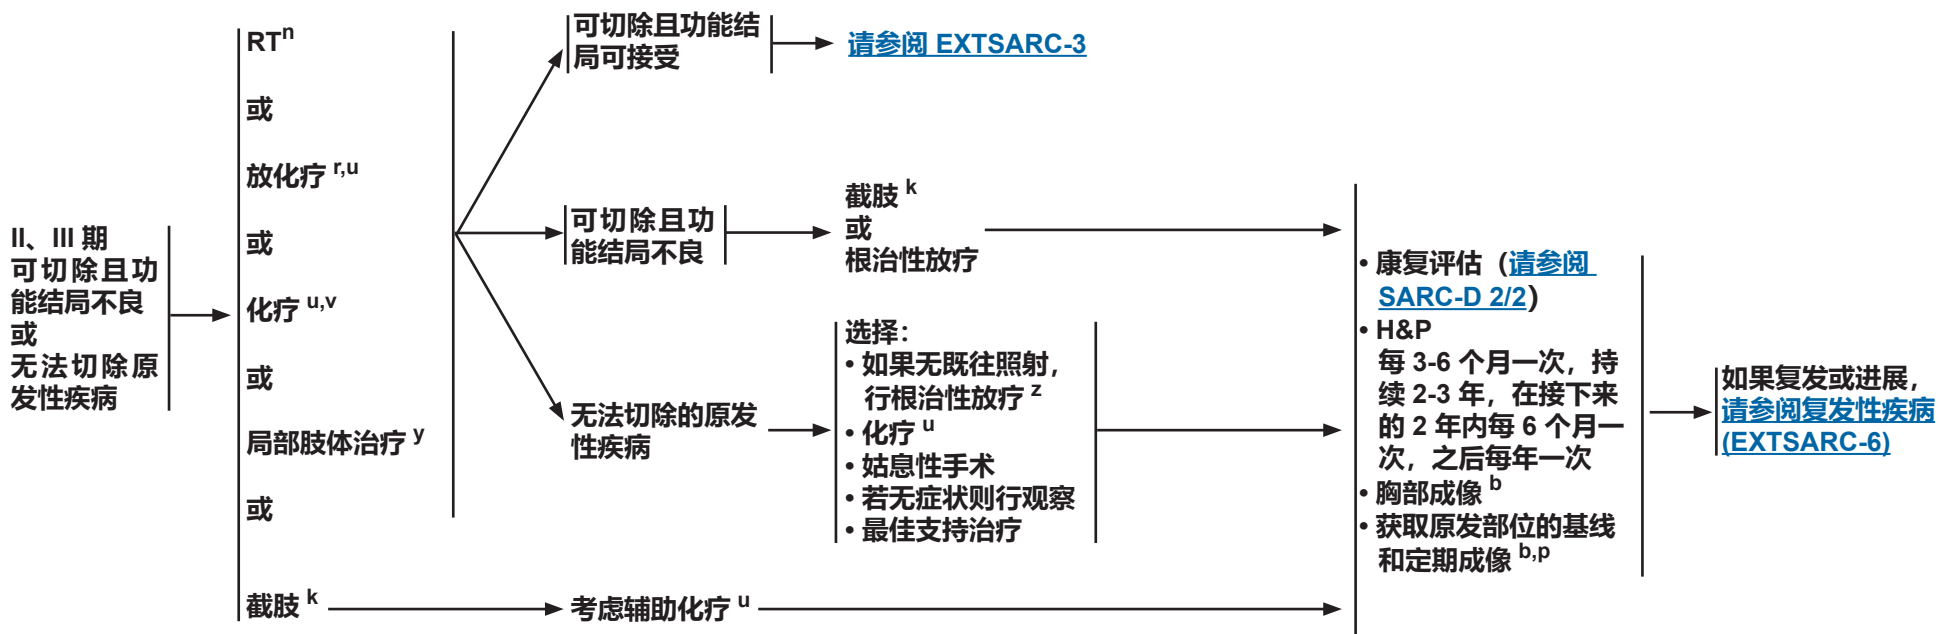 II、III 期
可切除且功
能结局不良
或
无法切除原
发性疾病
RTⁿ
或
放化疗 r,u
或
化疗 u,v
或
局部肢体治疗 y
或
截肢 k
可切除且功能结
局可接受
请参阅 EXTSARC-3
可切除且功
能结局不良
截肢 k
或
根治性放疗
无法切除的原发
性疾病
选择：
• 如果无既往照射，
行根治性放疗 z
• 化疗 u
• 姑息性手术
• 若无症状则行观察
• 最佳支持治疗
考虑辅助化疗 u
• 康复评估（请参阅
SARC-D 2/2）
• H&P
每 3-6 个月一次，持
续 2-3 年，在接下来
的 2 年内每 6 个月一
次，之后每年一次
• 胸部成像 b
• 获取原发部位的基线
和定期成像 b,p
如果复发或进展，
请参阅复发性疾病
(EXTSARC-6)